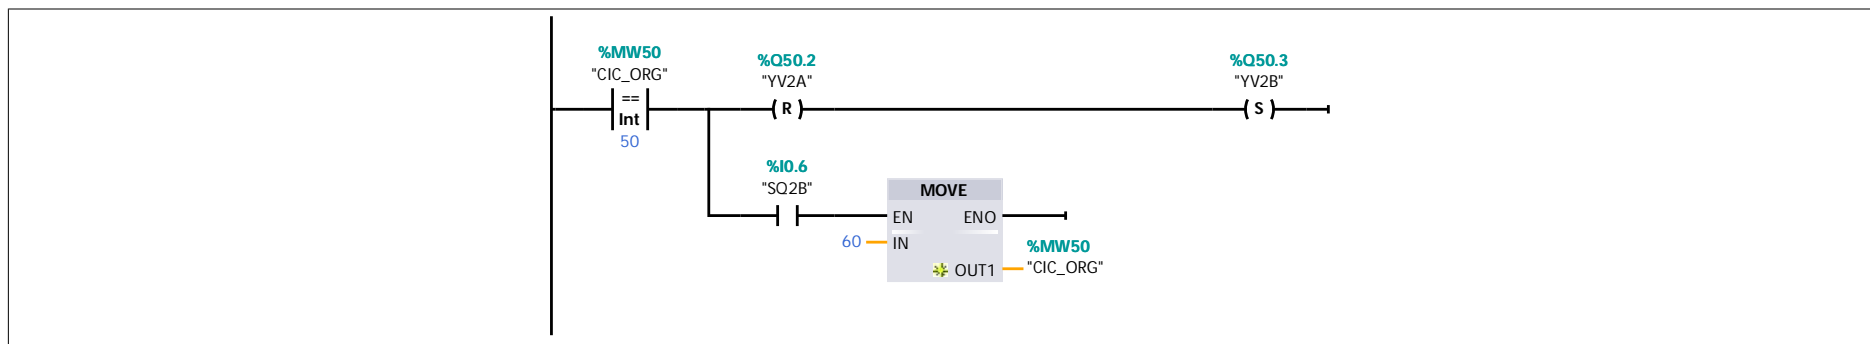 %MW50
"CIC_ORG"
==
Int
50
%Q50.2
"YV2A"
R
%Q50.3
"YV2B"
S
%I0.6
"SQ2B"
MOVE
EN ENO
60 IN
%MW50
OUT1 "CIC_ORG"